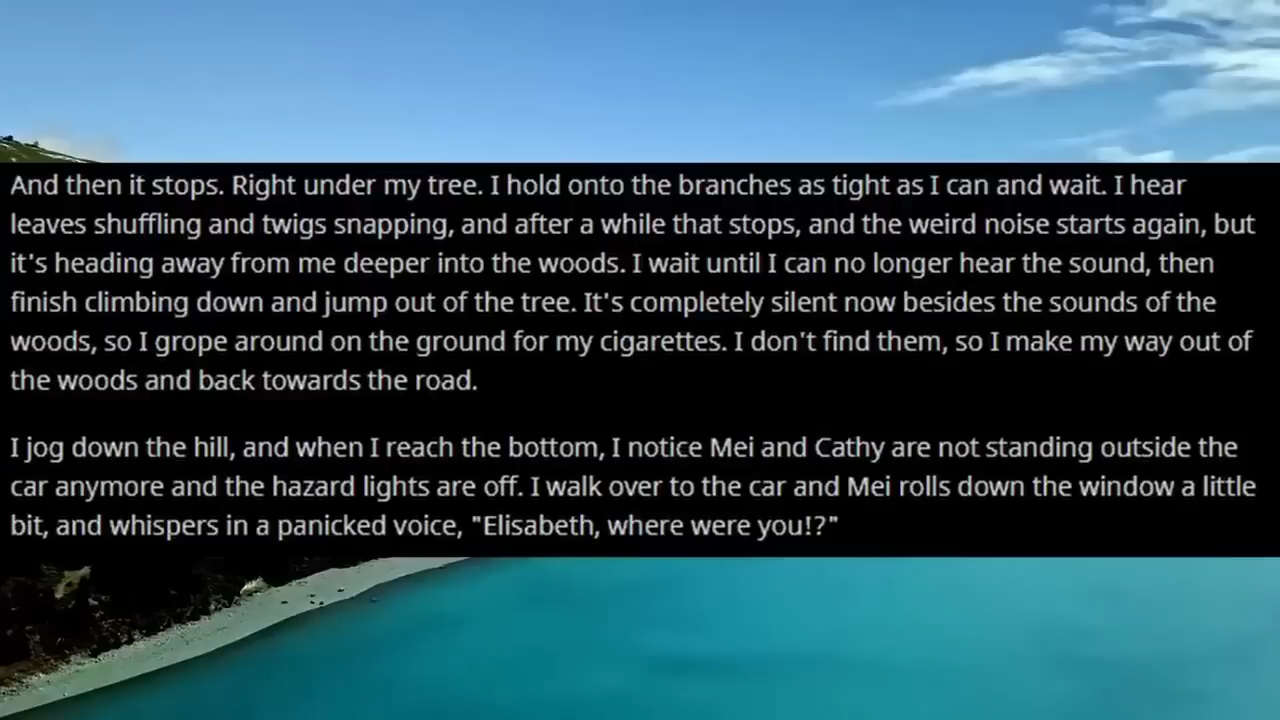 And then it stops. Right under my tree. I hold onto the branches as tight as I can and wait. I hear
leaves shuffling and twigs snapping, and after a while that stops, and the weird noise starts again, but
it's heading away from me deeper into the woods. I wait until I can no longer hear the sound, then
finish climbing down and jump out of the tree. It's completely silent now besides the sounds of the
woods, so I grope around on the ground for my cigarettes. I don't find them, so I make my way out of
the woods and back towards the road.
I jog down the hill, and when I reach the bottom, I notice Mei and Cathy are not standing outside the
car anymore and the hazard lights are off. I walk over to the car and Mei rolls down the window a little
bit, and whispers in a panicked voice, "Elisabeth, where were you!?"